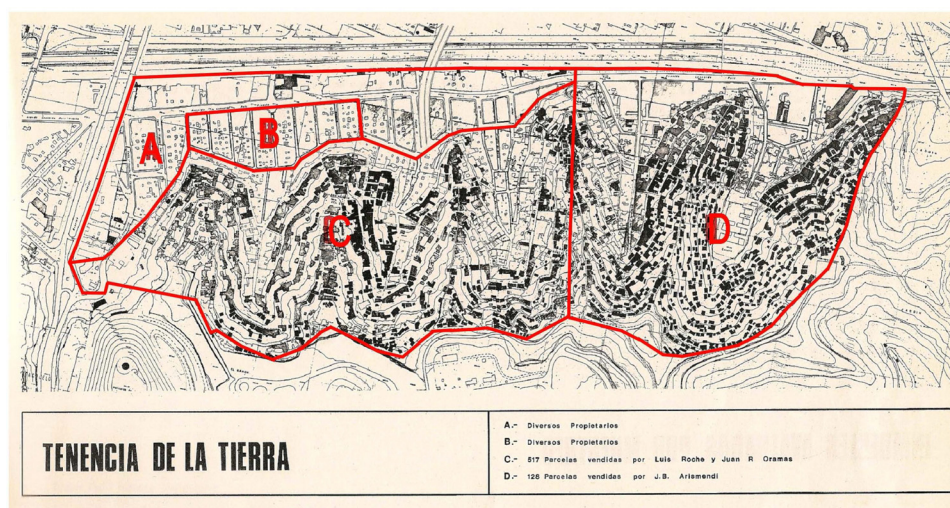 A
B
C
D
TENENCIA DE LA TIERRA
A.- Diversos Propietarios
B.- Diversos Propietarios
C.- 517 Parcelas vendidas por Luis Roche y Juan R Oramas
D.- 126 Parcelas vendidas por J.B. Arismendi